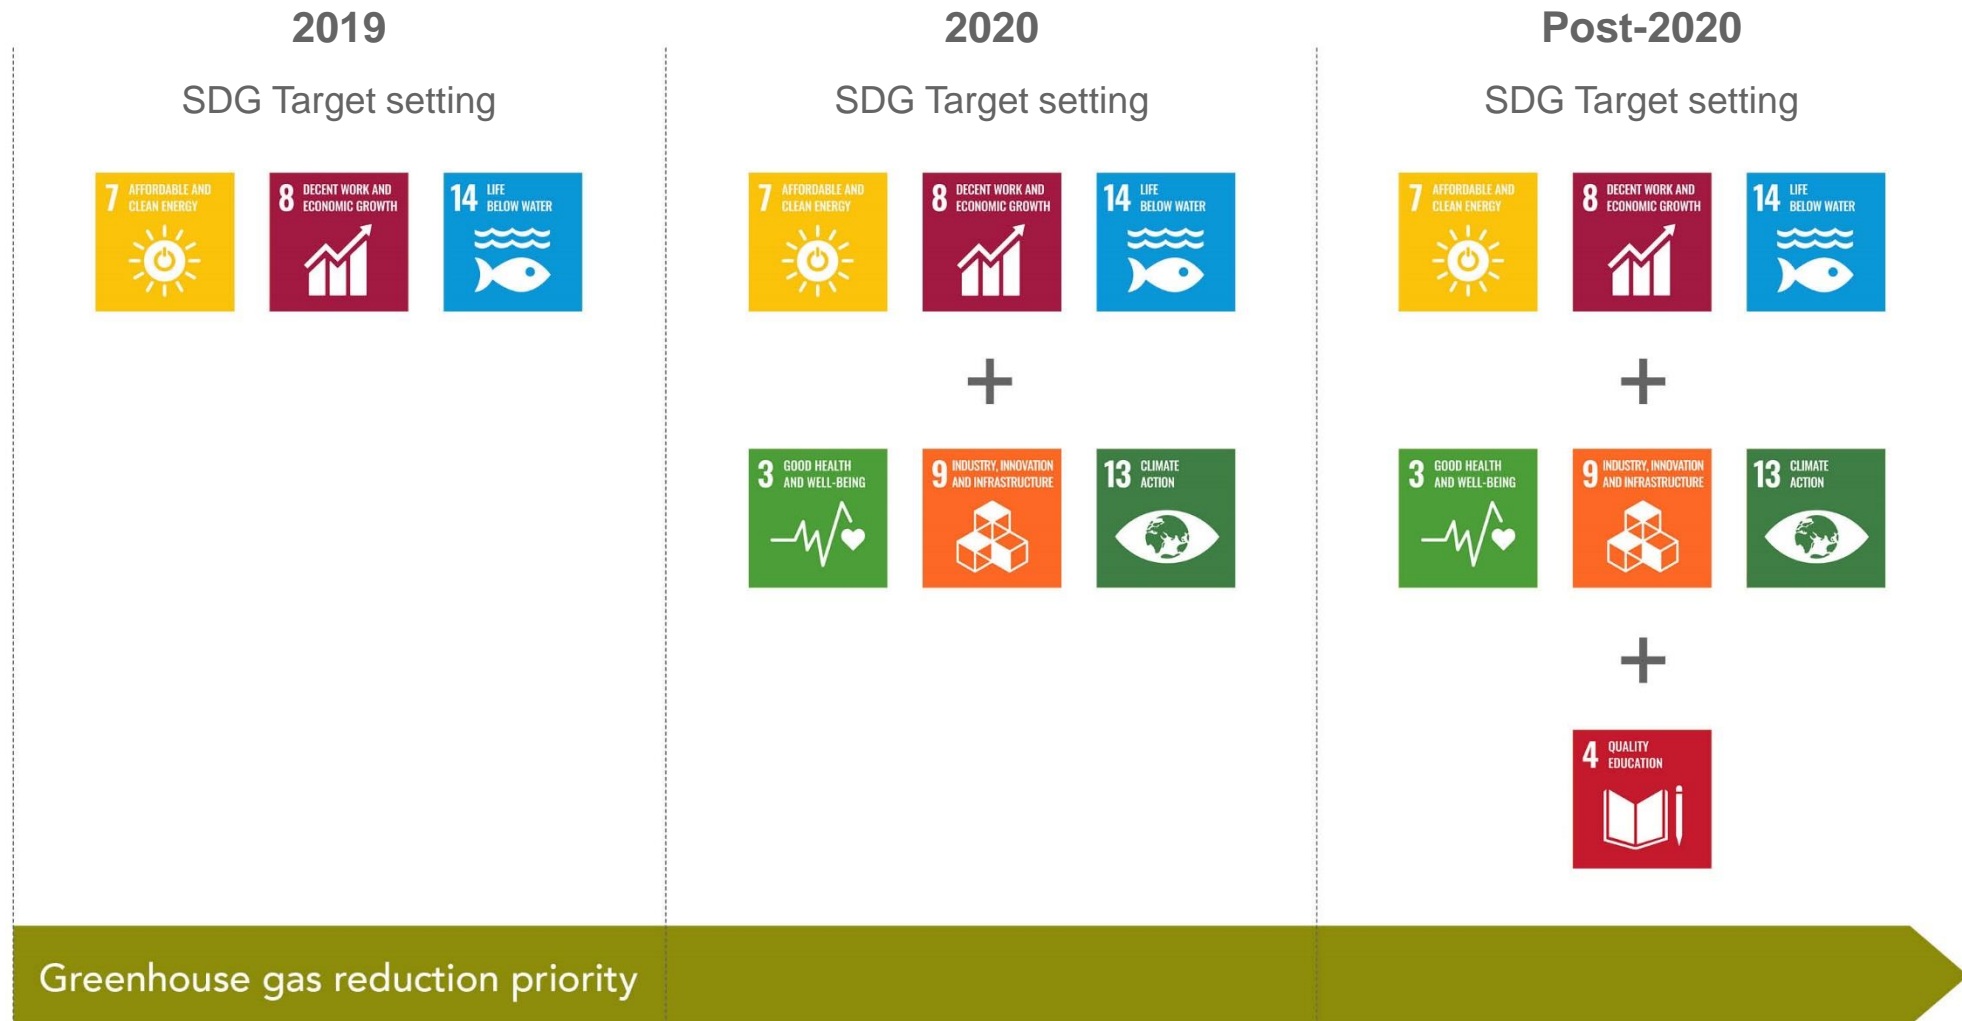 2019
SDG Target setting
7 AFFORDABLE AND
CLEAN ENERGY
8 DECENT WORK AND
ECONOMIC GROWTH
14 LIFE
BELOW WATER
2020
SDG Target setting
7 AFFORDABLE AND
CLEAN ENERGY
8 DECENT WORK AND
ECONOMIC GROWTH
14 LIFE
BELOW WATER
+
3 GOOD HEALTH
AND WELL-BEING
9 INDUSTRY, INNOVATION
AND INFRASTRUCTURE
13 CLIMATE
ACTION
Post-2020
SDG Target setting
7 AFFORDABLE AND
CLEAN ENERGY
8 DECENT WORK AND
ECONOMIC GROWTH
14 LIFE
BELOW WATER
+
3 GOOD HEALTH
AND WELL-BEING
9 INDUSTRY, INNOVATION
AND INFRASTRUCTURE
13 CLIMATE
ACTION
+
4 QUALITY
EDUCATION
Greenhouse gas reduction priority